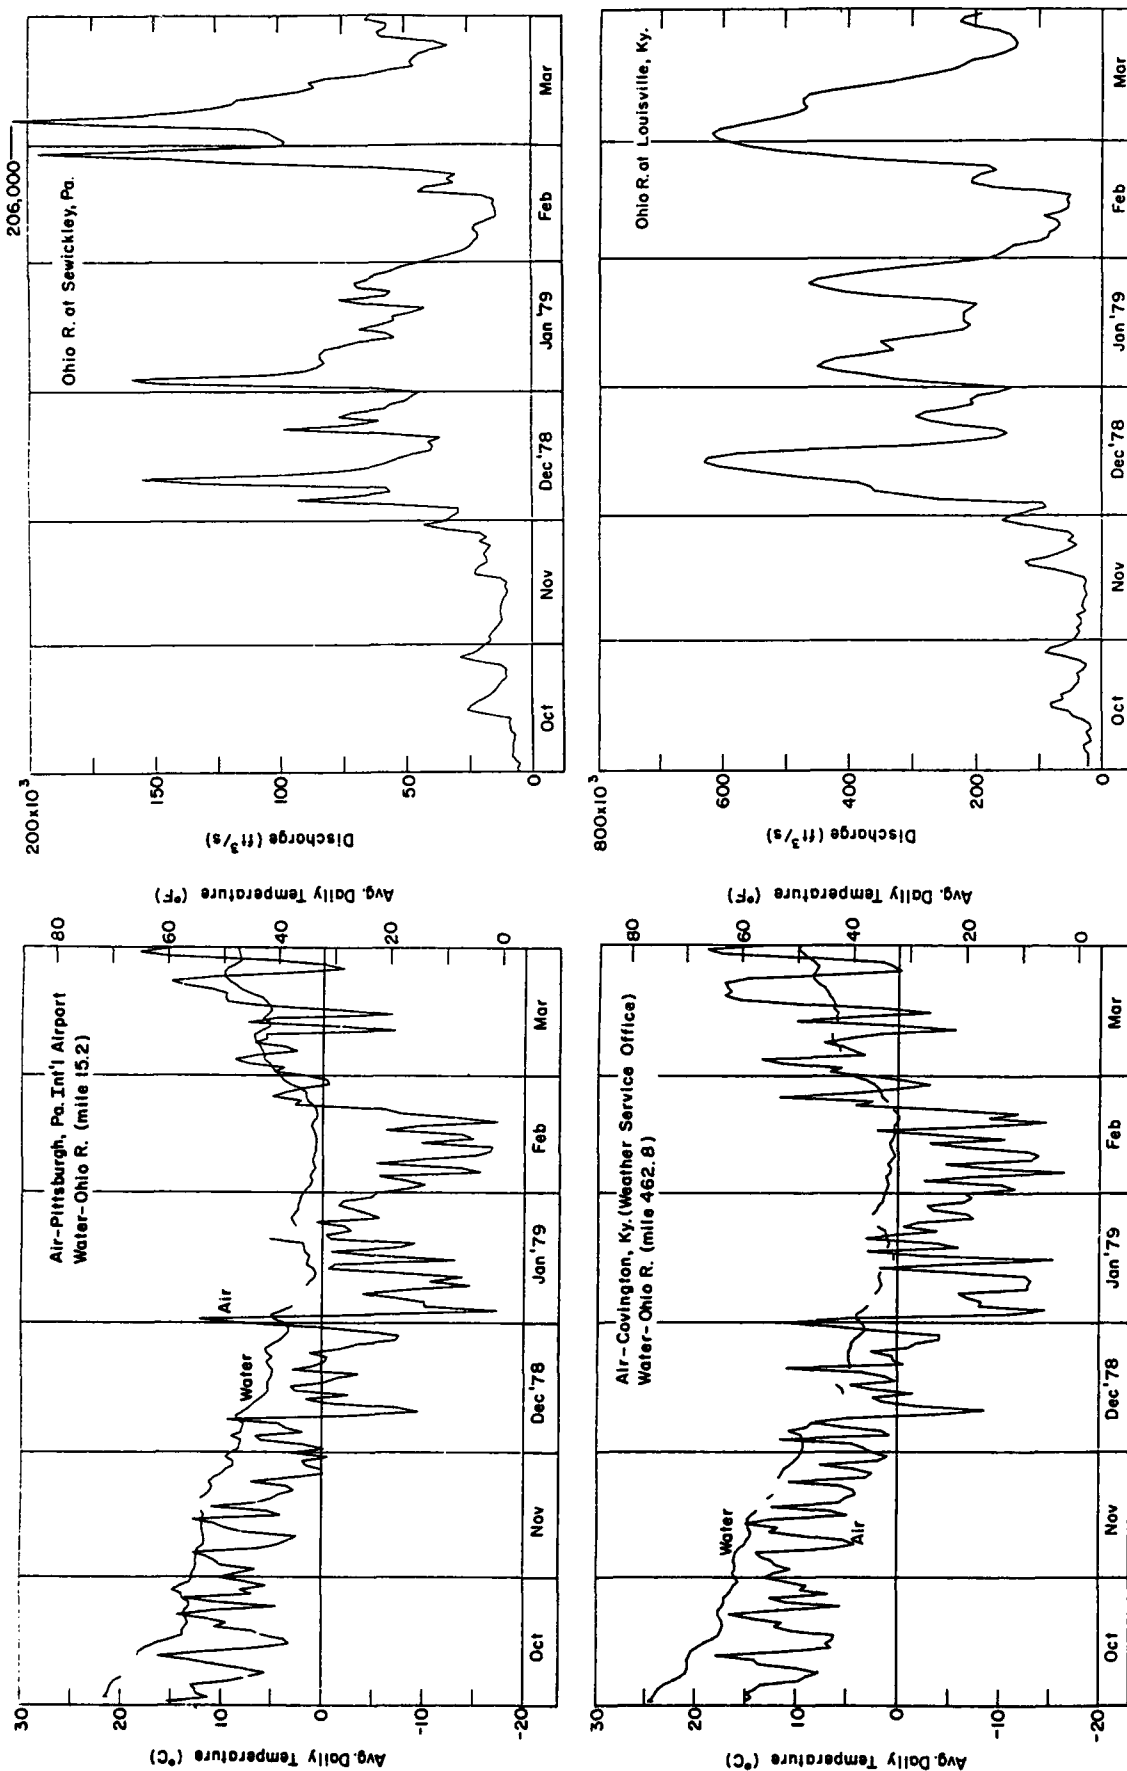 Avg. Daily Temperature (°C)
30
20
10
0
-10
-20
Air-Pittsburgh, Pa. Int'l Airport
Water-Ohio R. (mile 15.2)
Water
Air
Oct
Nov
Dec '78
Jan '79
Feb
Mar
80
60
40
20
0
Avg. Daily Temperature (°F)
Discharge (ft³/s)
200x10³
150
100
50
0
206,000
Ohio R. at Sewickley, Pa.
Oct
Nov
Dec '78
Jan '79
Feb
Mar
Avg. Daily Temperature (°C)
30
20
10
0
-10
-20
Air-Covington, Ky. (Weather Service Office)
Water-Ohio R. (mile 462.8)
Water
Air
Oct
Nov
Dec '78
Jan '79
Feb
Mar
80
60
40
20
0
Avg. Daily Temperature (°F)
Discharge (ft³/s)
800x10³
600
400
200
0
Ohio R. at Louisville, Ky.
Oct
Nov
Dec '78
Jan '79
Feb
Mar